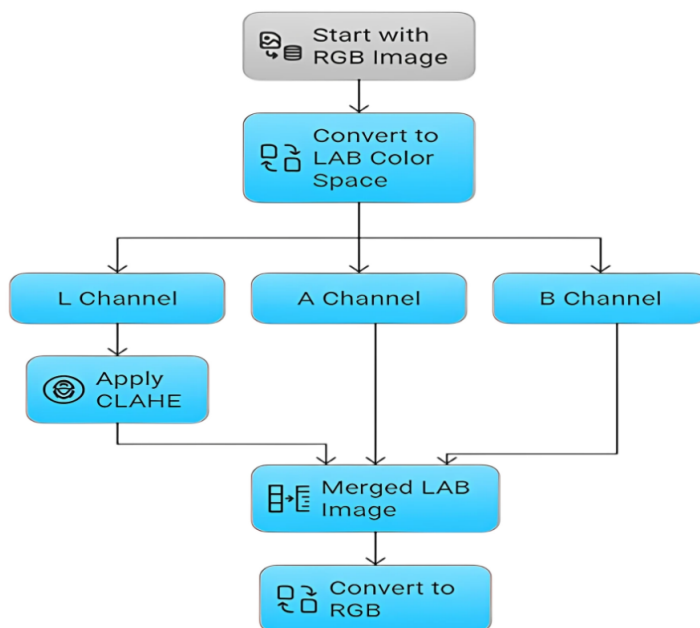 Start with
RGB Image
Convert to
LAB Color
Space
L Channel
A Channel
B Channel
Apply
CLAHE
Merged LAB
Image
Convert to
RGB